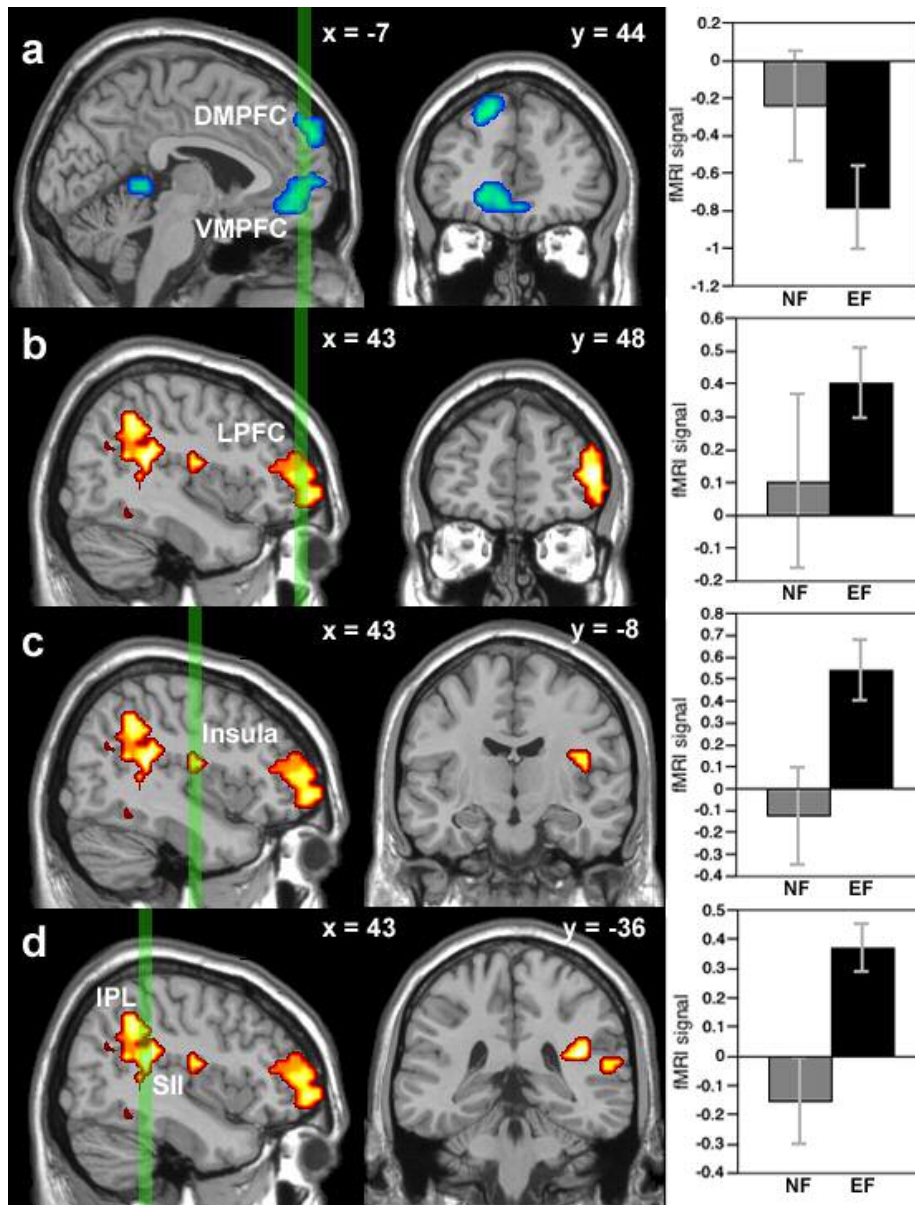 a
x = -7
y = 44
DMPFC
VMPFC
fMRI signal
0.2
0
-0.2
-0.4
-0.6
-0.8
-1
-1.2
NF EF
b
x = 43
y = 48
LPFC
fMRI signal
0.6
0.5
0.4
0.3
0.2
0.1
0
-0.1
-0.2
NF EF
c
x = 43
y = -8
Insula
fMRI signal
0.8
0.7
0.6
0.5
0.4
0.3
0.2
0.1
0
-0.1
-0.2
-0.3
-0.4
NF EF
d
x = 43
y = -36
IPL
SII
fMRI signal
0.5
0.4
0.3
0.2
0.1
0
-0.1
-0.2
-0.3
-0.4
NF EF